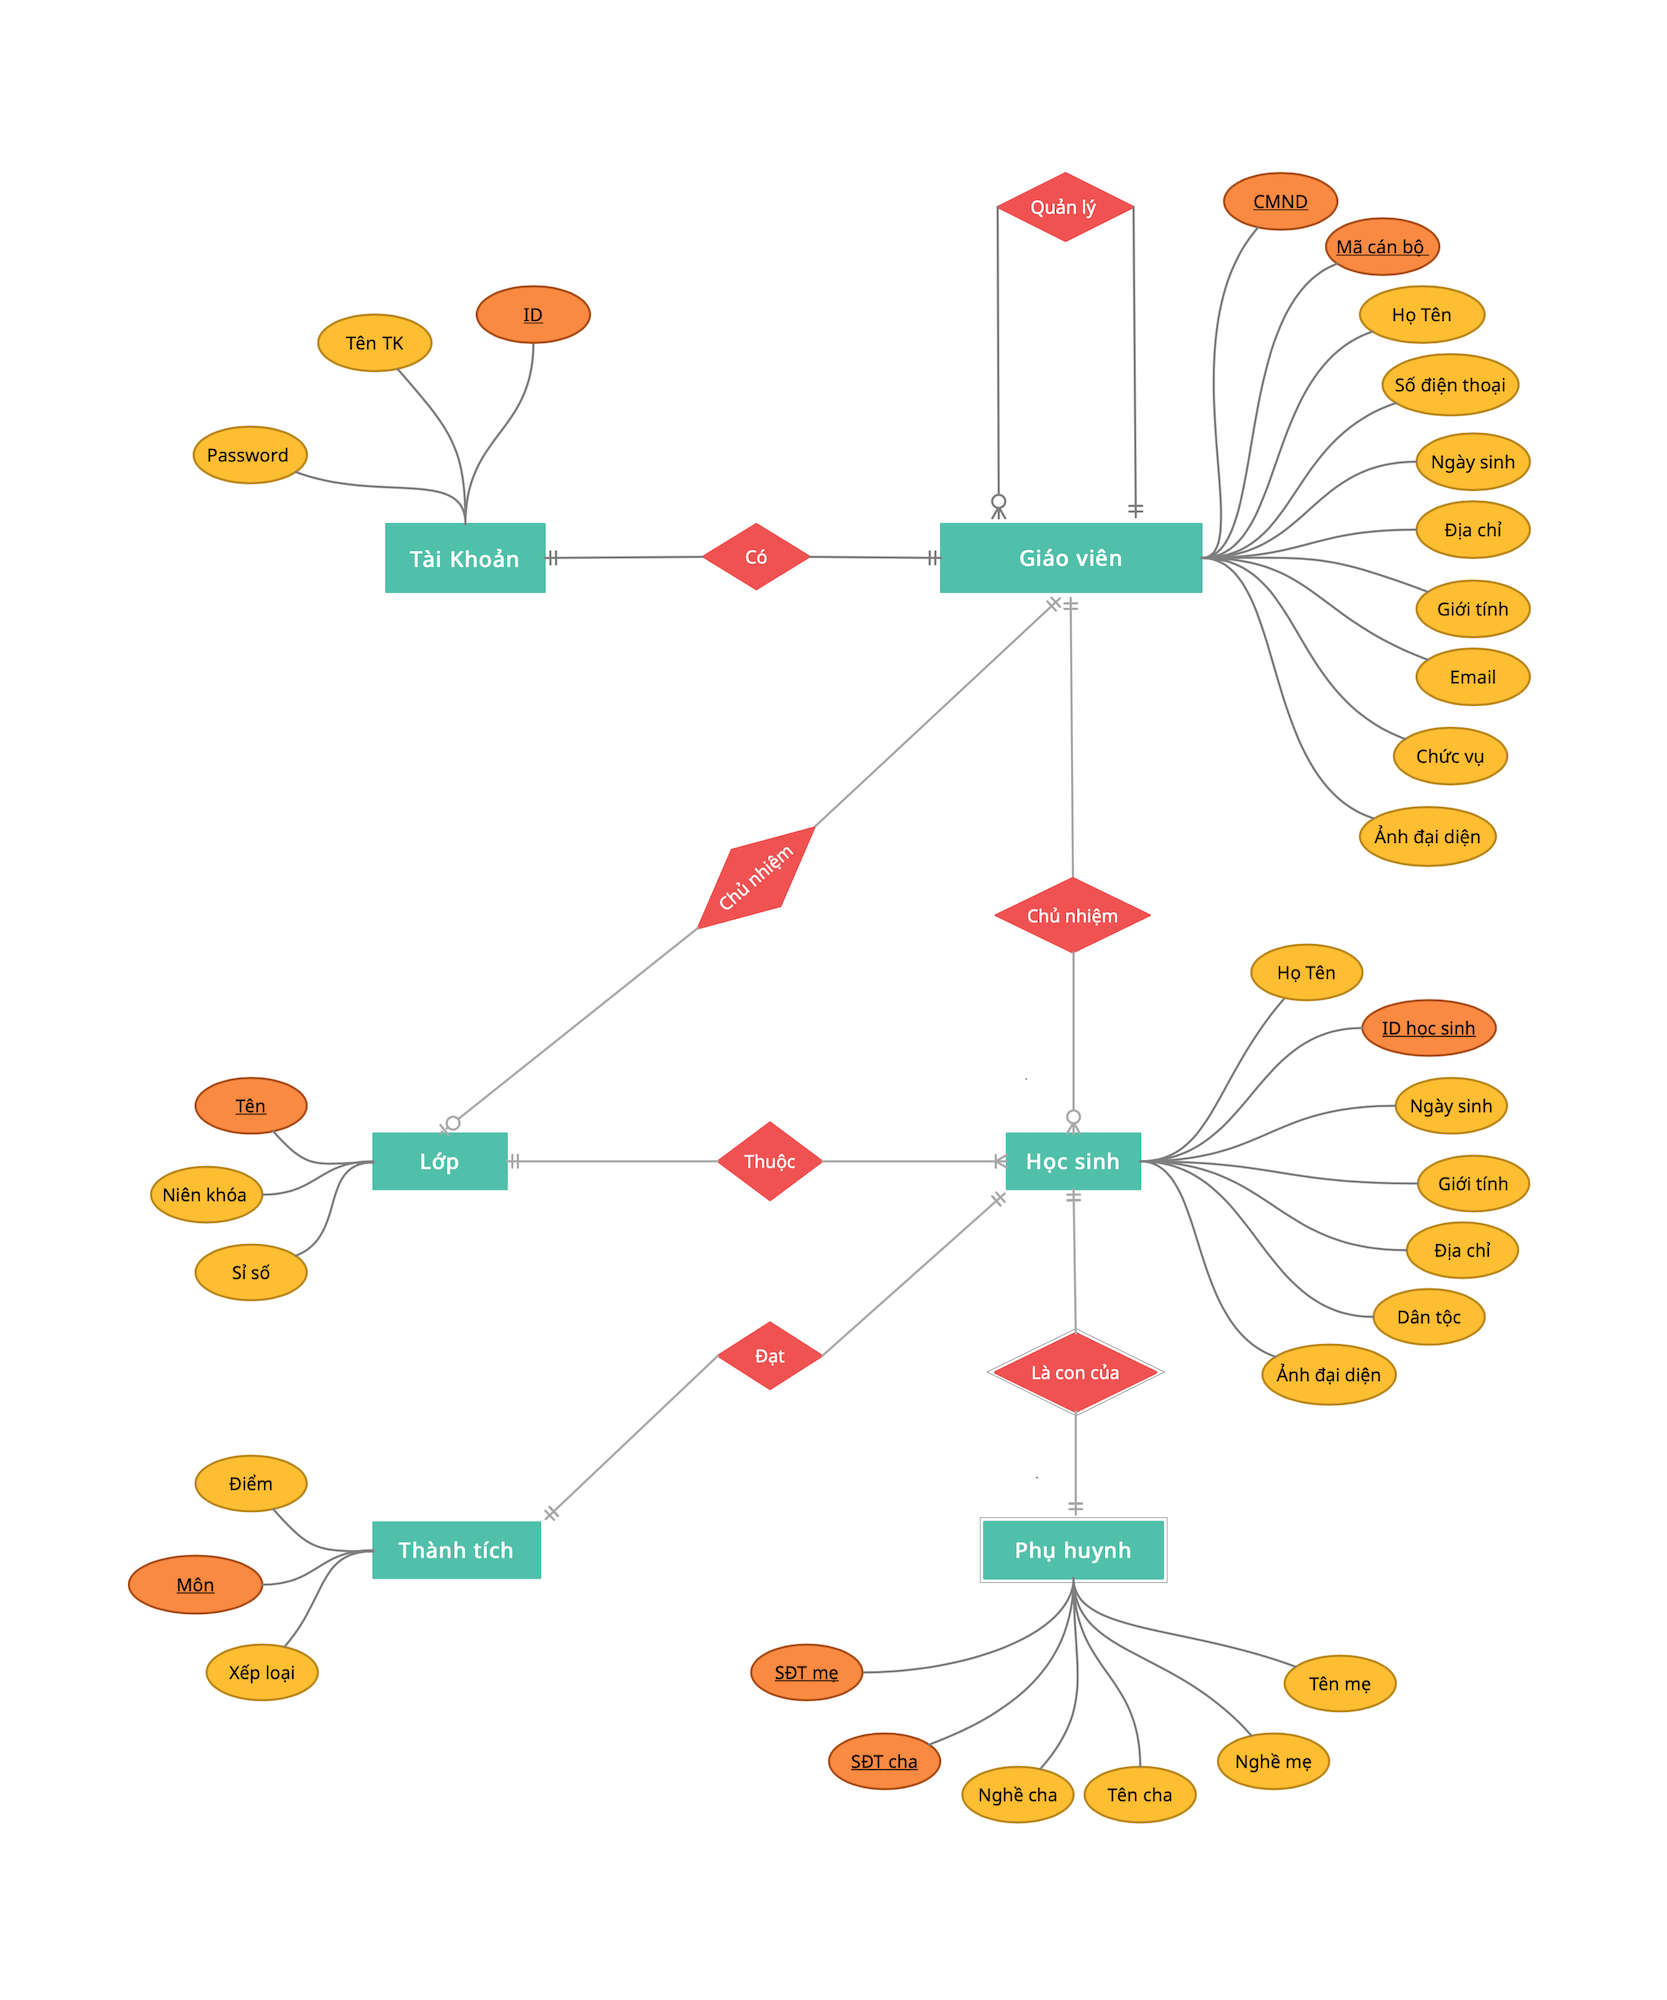 Quản lý
CMND
Mã cán bộ
Họ Tên
Số điện thoại
Ngày sinh
Địa chỉ
Giới tính
Email
Chức vụ
Ảnh đại diện
ID
Tên TK
Password
Tài Khoản
Có
Giáo viên
Chủ nhiệm
Chủ nhiệm
Họ Tên
ID học sinh
Ngày sinh
Giới tính
Địa chỉ
Dân tộc
Ảnh đại diện
Tên
Niên khóa
Sỉ số
Lớp
Thuộc
Học sinh
Đạt
Là con của
Điểm
Môn
Xếp loại
Thành tích
Phụ huynh
SĐT mẹ
SĐT cha
Nghề cha
Tên cha
Nghề mẹ
Tên mẹ